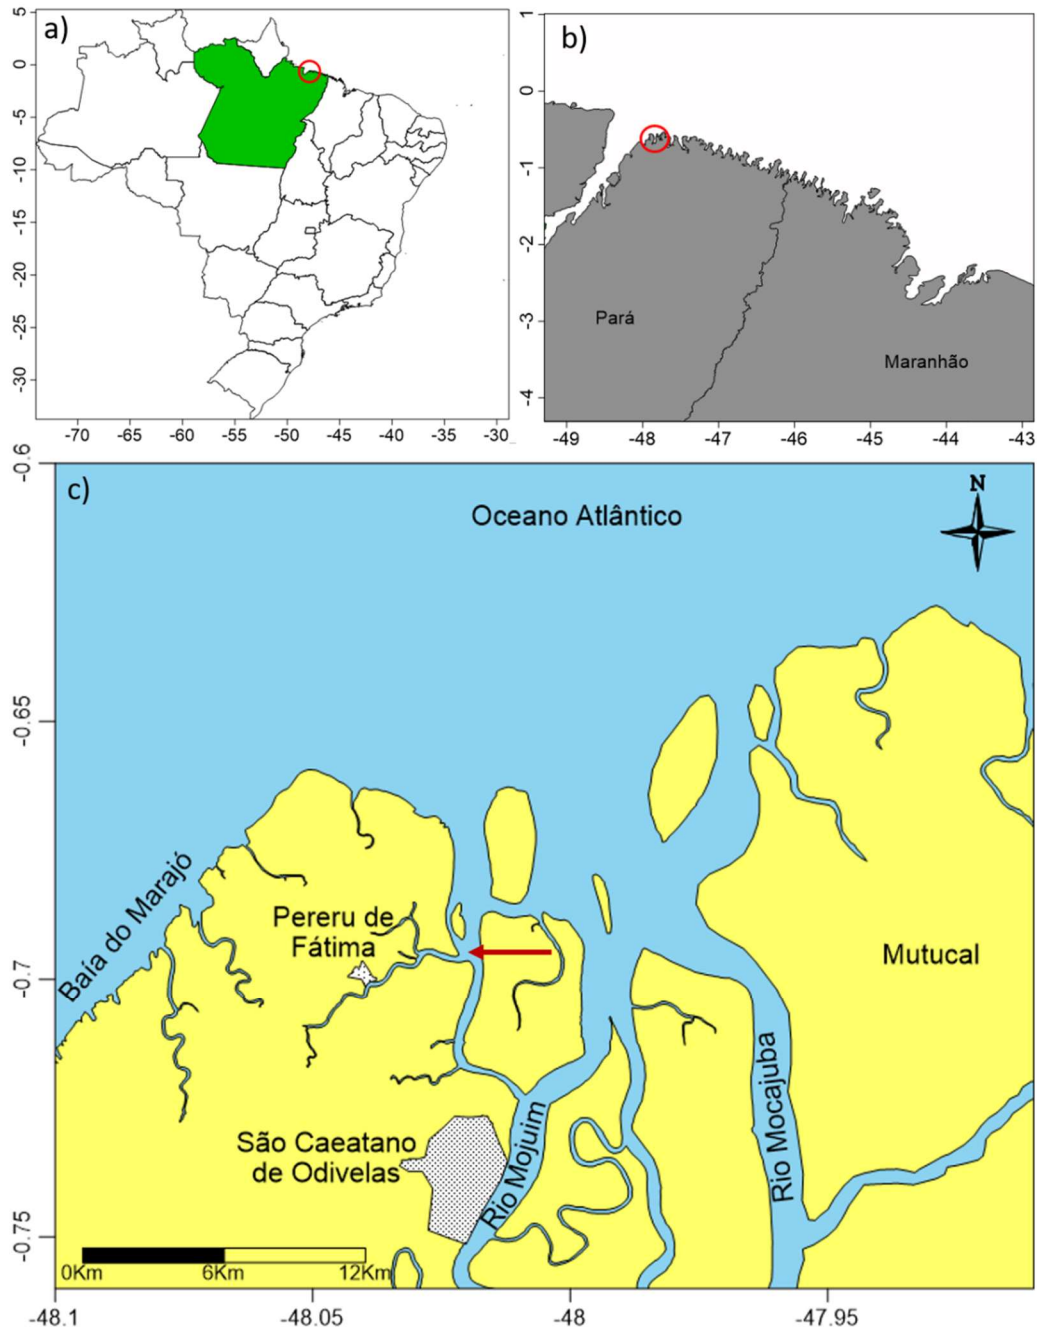 a)
5
0
-5
-10
-15
-20
-25
-30
-70
-65
-60
-55
-50
-45
-40
-35
-30
b)
1
0
-1
-2
-3
-4
Pará
Maranhão
-49
-48
-47
-46
-45
-44
-43
c)
Oceano Atlântico
N
-0.6
-0.65
-0.7
-0.75
Baía do Marajó
Pereru de
Fátima
Mutucal
São Caeatano
de Odivelas
Rio Mojuim
Rio Mocajuba
0Km
6Km
12Km
-48.1
-48.05
-48
-47.95